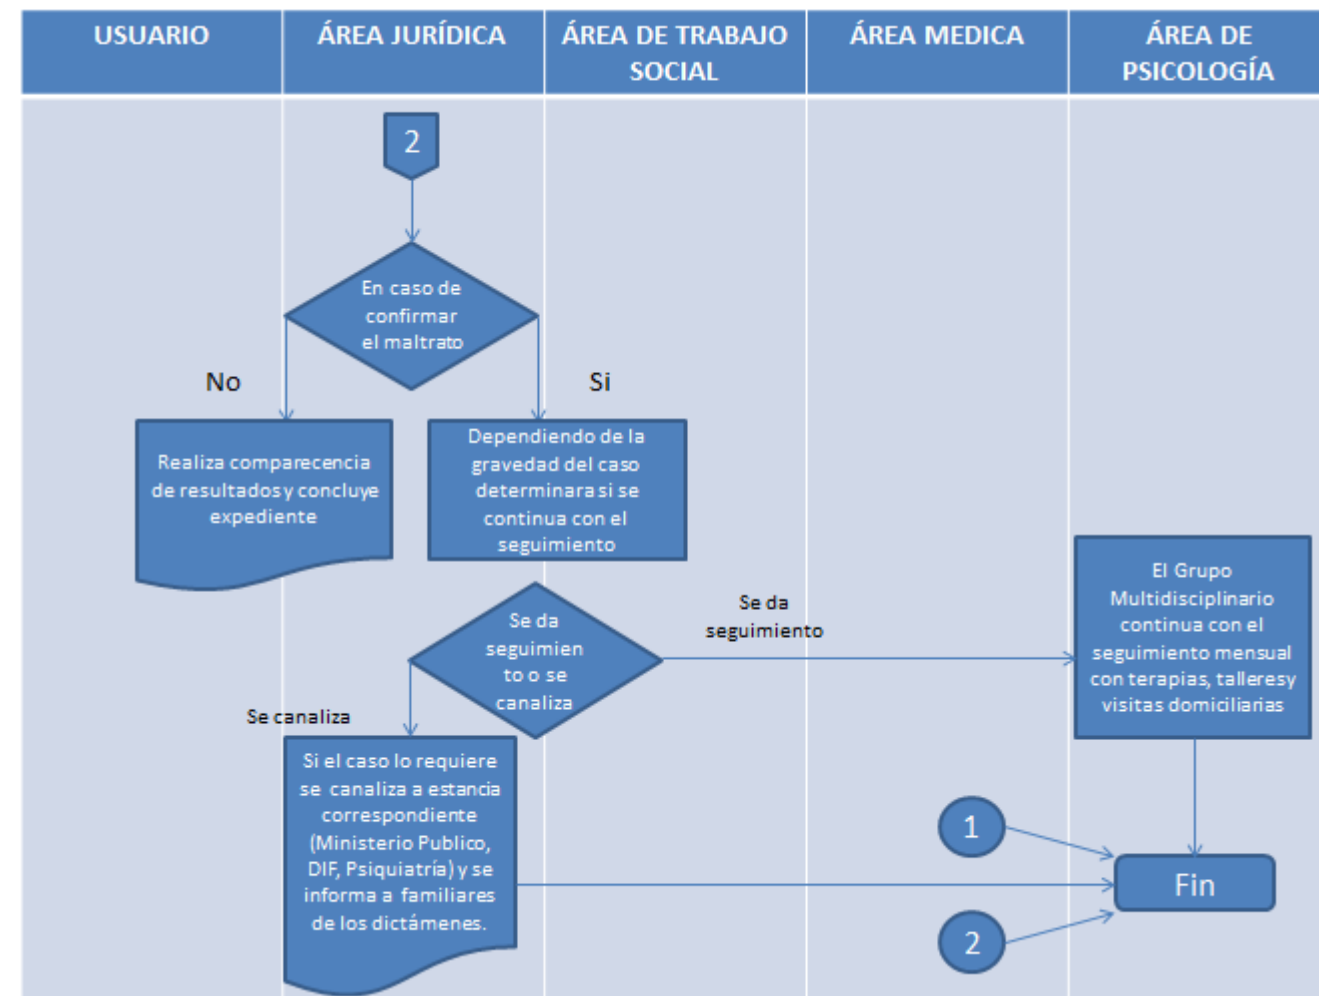 USUARIO
ÁREA JURÍDICA
ÁREA DE TRABAJO
SOCIAL
ÁREA MEDICA
ÁREA DE
PSICOLOGÍA
2
En caso de
confirmar
el maltrato
No
Si
Realiza comparecencia
de resultados y concluye
expediente
Dependiendo de la
gravedad del caso
determinara si se
continua con el
seguimiento
Se da
seguimien
to o se
canaliza
Se da
seguimiento
El Grupo
Multidisciplinario
continua con el
seguimiento mensual
con terapias, talleres y
visitas domiciliarias
Se canaliza
Si el caso lo requiere
se canaliza a estancia
correspondiente
(Ministerio Publico,
DIF, Psiquiatría) y se
informa a familiares
de los dictámenes.
1
Fin
2